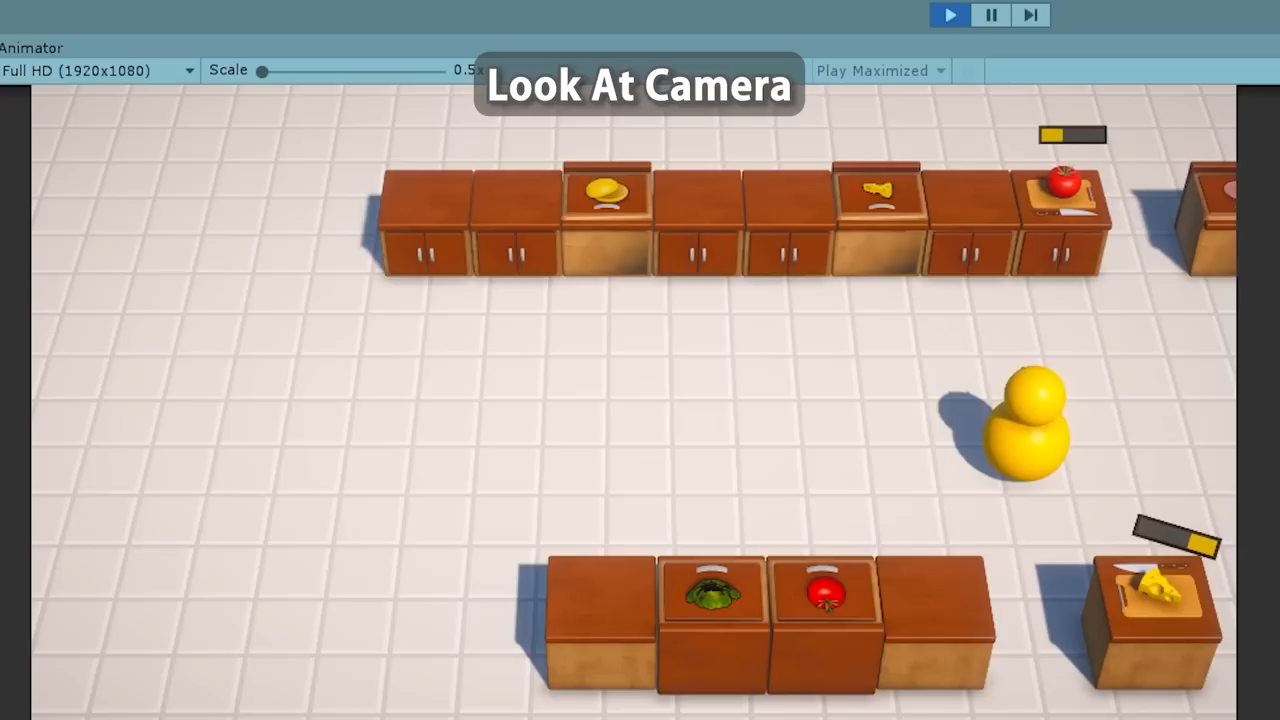 Animator
Full HD (1920x1080)
Scale
0.5x
Look At Camera
Play Maximized